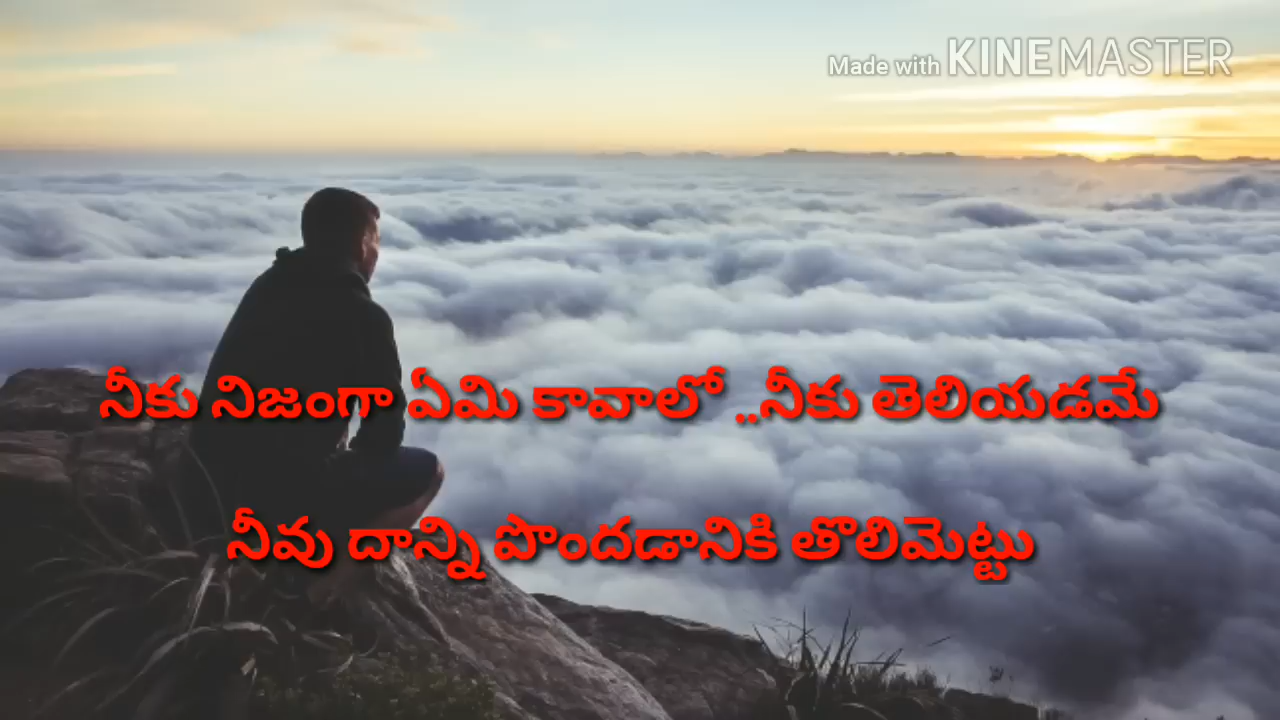 Made with KINEMASTER
నీకు నిజంగా ఏమి కావాలో ..నీకు తెలియడమే
నీవు దాన్ని పొందడానికి తొలిమెట్టు